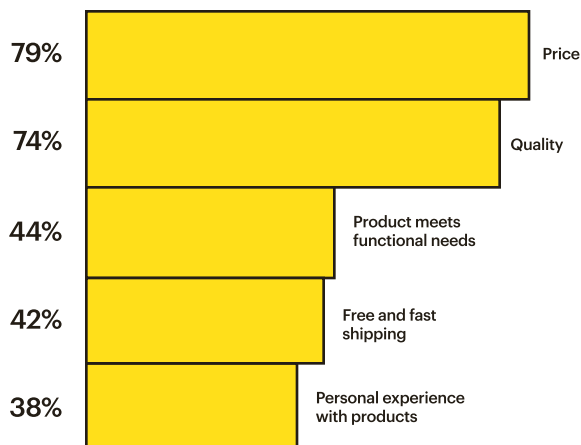 79%
Price
74%
Quality
44%
Product meets
functional needs
42%
Free and fast
shipping
38%
Personal experience
with products